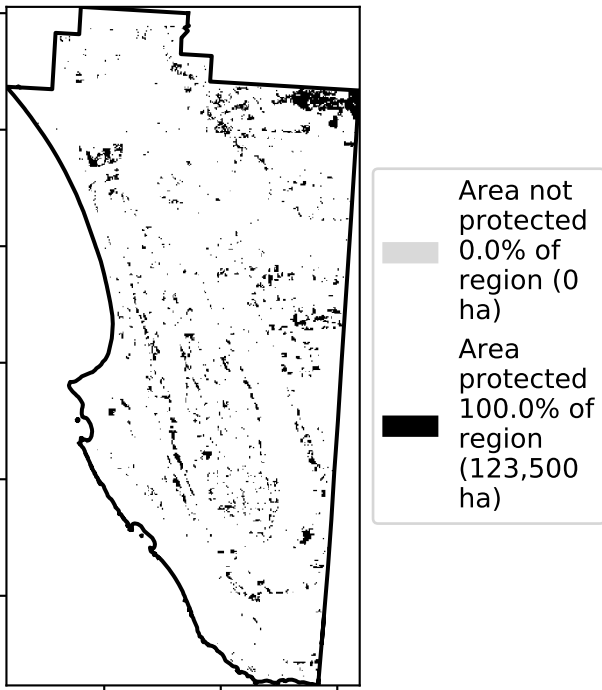 Area not
protected
0.0% of
region (0
ha)
Area
protected
100.0% of
region
(123,500
ha)